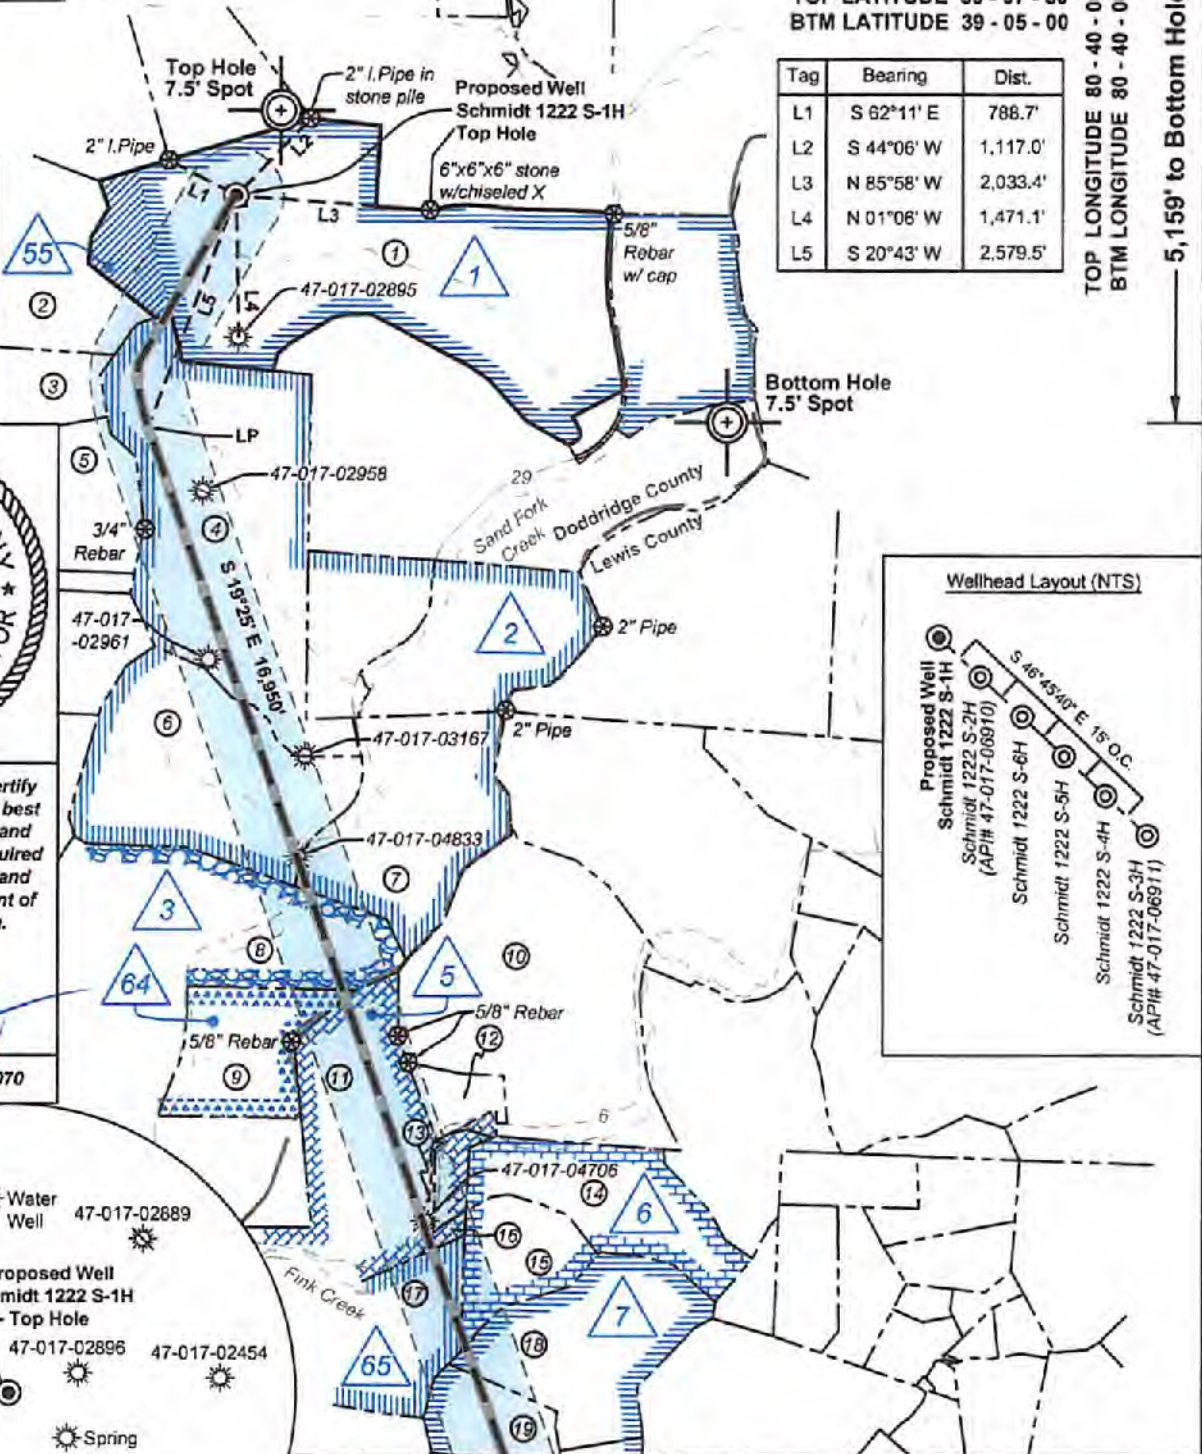 BTM LATITUDE 39 - 05 - 00
Tag Bearing Dist.
L1 S 62°11' E 788.7'
L2 S 44°06' W 1,117.0'
L3 N 85°58' W 2,033.4'
L4 N 01°06' W 1,471.1'
L5 S 20°43' W 2,579.5'
TOP LONGITUDE 80 - 40 - 0
BTM LONGITUDE 80 - 40 - 0
5,159' to Bottom Hole
Top Hole
7.5' Spot
2" I.Pipe in
stone pile
Proposed Well
Schmidt 1222 S-1H
Top Hole
2" I.Pipe
6"x6"x6" stone
w/chiseled X
L1
L2
L3
L4
L5
5/8"
Rebar
w/ cap
55
1
1
2
47-017-02895
3
Bottom Hole
7.5' Spot
LP
5
47-017-02958
29
Sand Fork
Creek
Doddridge County
Lewis County
4
3/4"
Rebar
S 19°25' E 16,950'
47-017
-02961
2
2" Pipe
6
47-017-03167
2" Pipe
47-017-04833
7
3
8
64
5
10
5/8" Rebar
5/8" Rebar
12
9
11
13
6
47-017-04706
14
6
16
15
17
Fink Creek
7
18
65
19
Wellhead Layout (NTS)
S 46°45'40" E 15' O.C.
Proposed Well
Schmidt 1222 S-1H
Schmidt 1222 S-2H
(API# 47-017-06910)
Schmidt 1222 S-6H
Schmidt 1222 S-5H
Schmidt 1222 S-4H
Schmidt 1222 S-3H
(API# 47-017-06911)
NY
OR ★
ertify
best
and
uired
and
nt of
070
Water
Well
47-017-02889
roposed Well
midt 1222 S-1H
- Top Hole
47-017-02896
47-017-02454
Spring